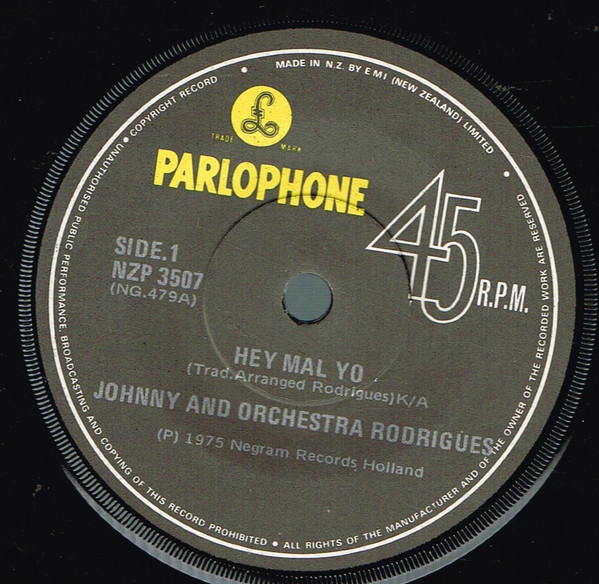 • COPYRIGHT RECORD • MADE IN N.Z. BY EMI (NEW ZEALAND) LIMITED •
£
TRADE MARK
PARLOPHONE
45 R.P.M.
SIDE.1
NZP 3507
(NG.479A)
HEY MAL YO
(Trad.Arranged Rodrigues)K/A
JOHNNY AND ORCHESTRA RODRIGUES
(P) 1975 Negram Records Holland
UNAUTHORISED PUBLIC PERFORMANCE, BROADCASTING AND COPYING OF THIS RECORD PROHIBITED • ALL RIGHTS OF THE MANUFACTURER AND OF THE OWNER OF THE RECORDED WORK ARE RESERVED